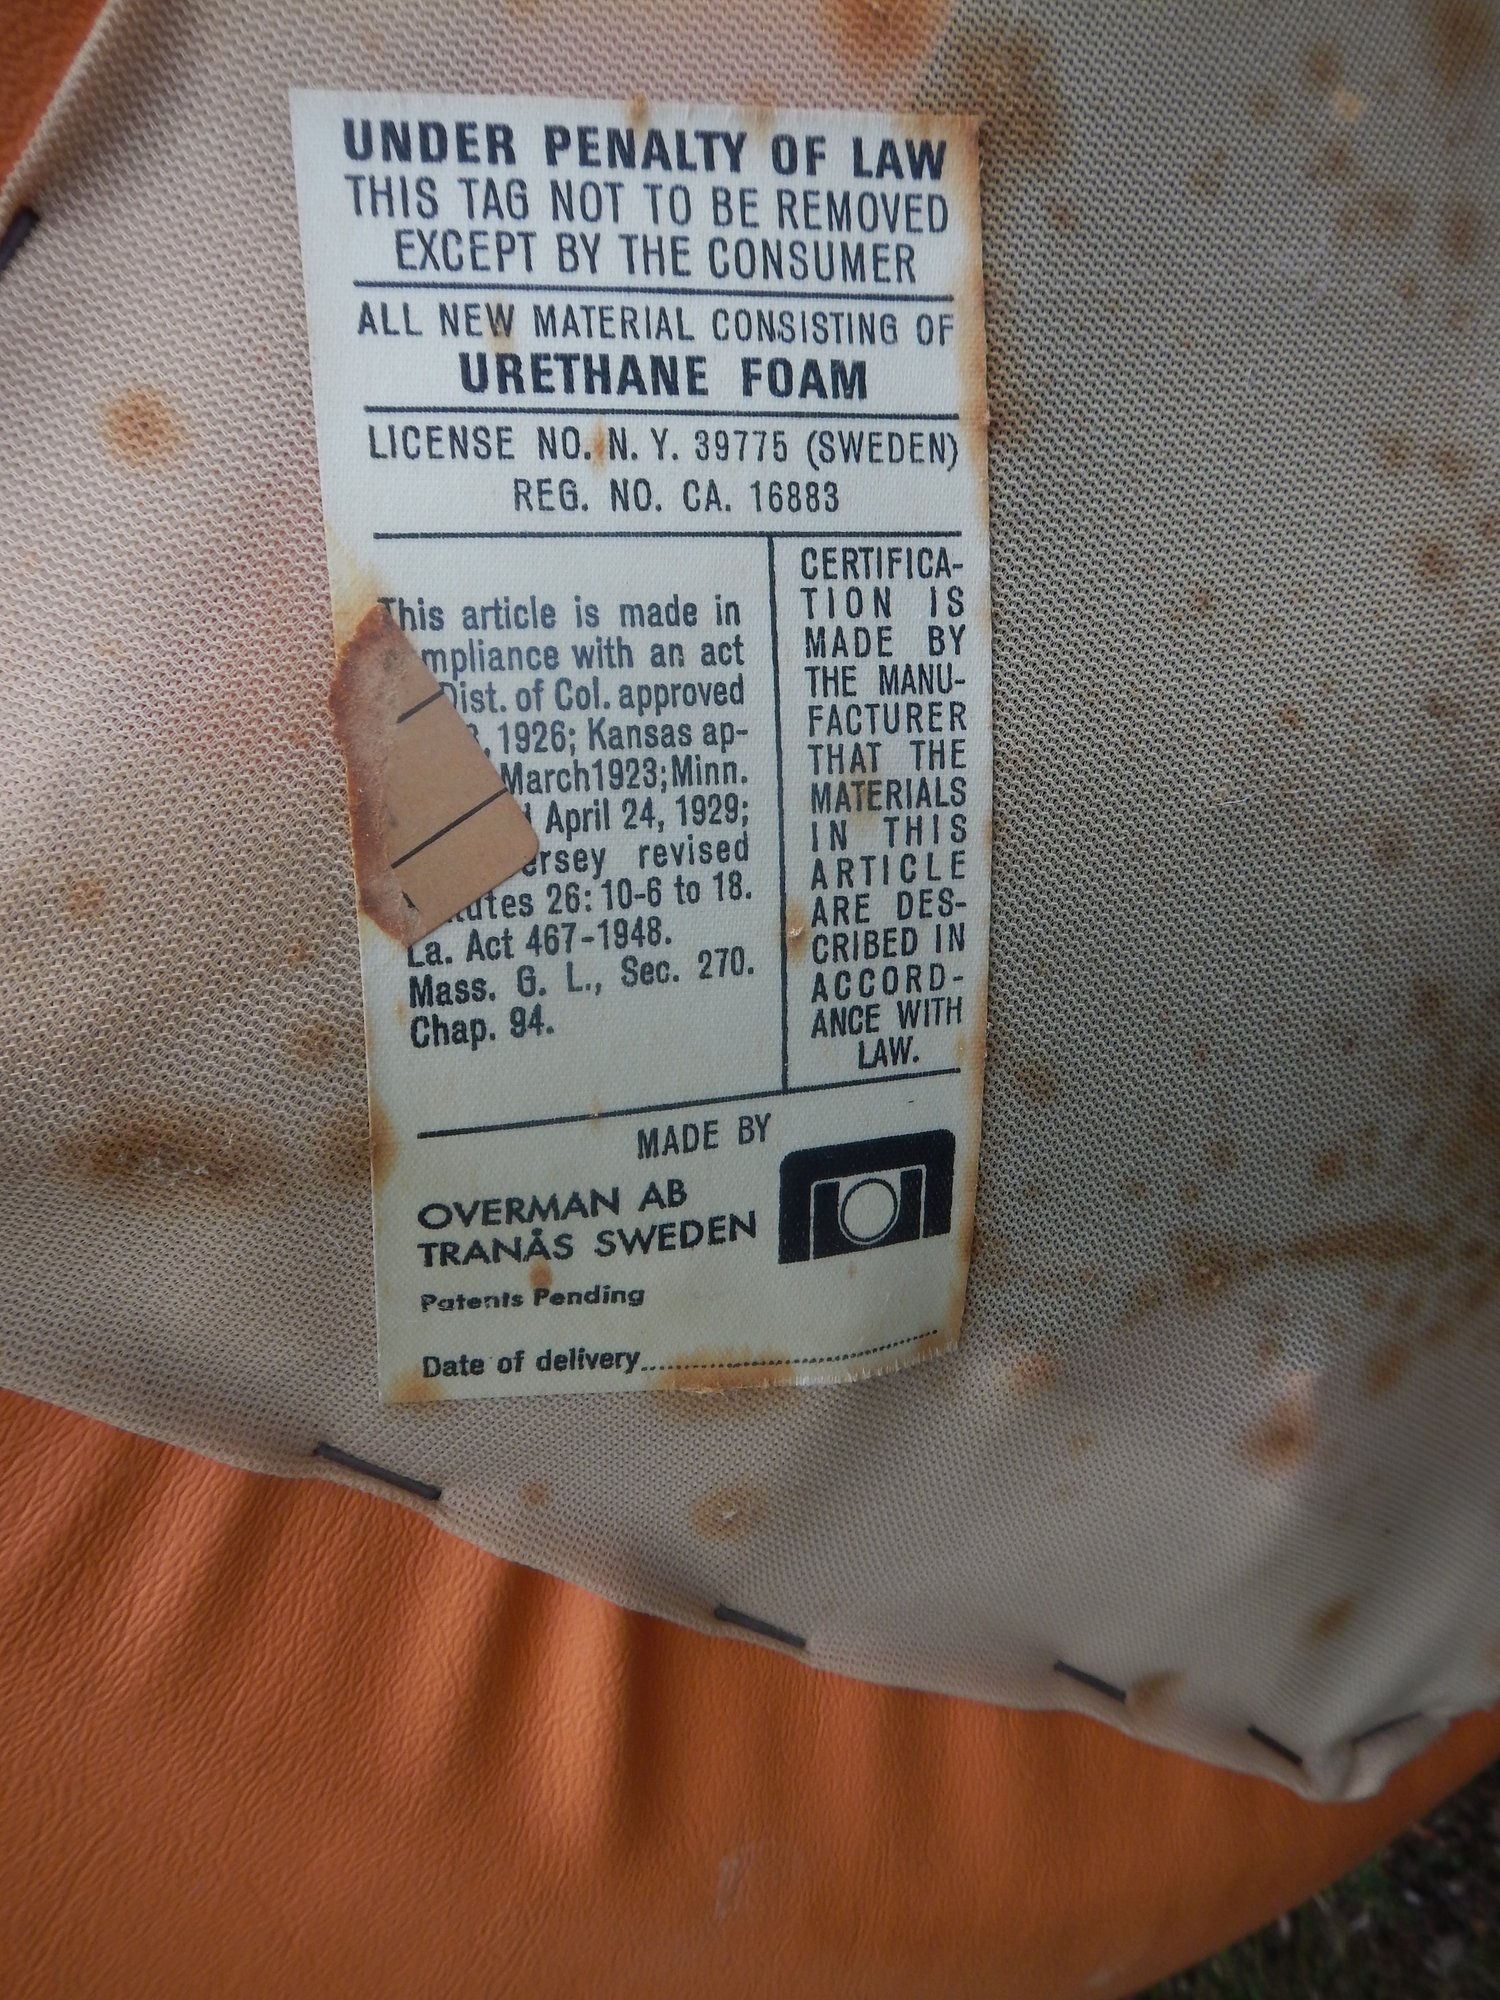 UNDER PENALTY OF LAW
THIS TAG NOT TO BE REMOVED
EXCEPT BY THE CONSUMER
ALL NEW MATERIAL CONSISTING OF
URETHANE FOAM
LICENSE NO. N. Y. 39775 (SWEDEN)
REG. NO. CA. 16883
This article is made in
mpliance with an act
Dist. of Col. approved
, 1926; Kansas ap-
March1923; Minn.
April 24, 1929;
ersey revised
utes 26: 10-6 to 18.
La. Act 467-1948.
Mass. G. L., Sec. 270.
Chap. 94.
CERTIFICA-
TION IS
MADE BY
THE MANU-
FACTURER
THAT THE
MATERIALS
IN THIS
ARTICLE
ARE DES-
CRIBED IN
ACCORD-
ANCE WITH
LAW.
MADE BY
OVERMAN AB
TRANÅS SWEDEN
Patents Pending
Date of delivery